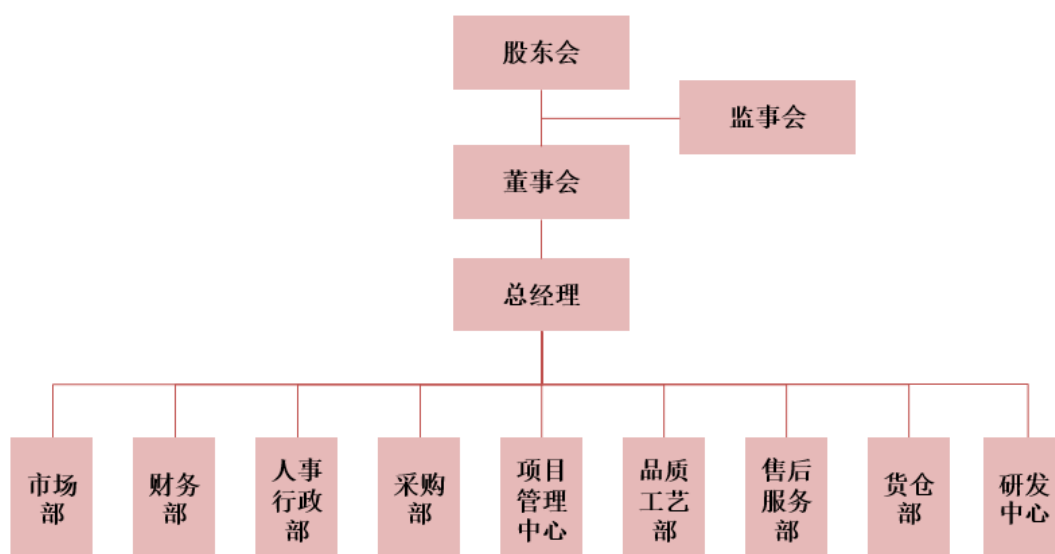 股东会
监事会
董事会
总经理
市场
部
财务
部
人事
行政
部
采购
部
项目
管理
中心
品质
工艺
部
售后
服务
部
货仓
部
研发
中心